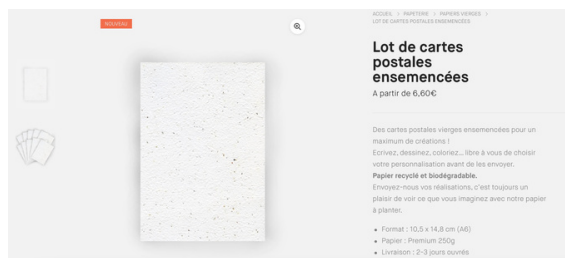 NOUVEAU
ACCUEIL > PAPETERIE > PAPIERS VIERGES >
LOT DE CARTES POSTALES ENSEMENCÉES
Lot de cartes
postales
ensemencées
A partir de 6,60€
Des cartes postales vierges ensemencées pour un
maximum de créations !
Ecrivez, dessinez, coloriez... libre à vous de choisir
votre personnalisation avant de les envoyer.
Papier recyclé et biodégradable.
Envoyez-nous vos réalisations, c'est toujours un
plaisir de voir ce que vous imaginez avec notre papier
à planter.
• Format : 10,5 x 14,8 cm (A6)
• Papier : Premium 250g
• Livraison : 2-3 jours ouvrés